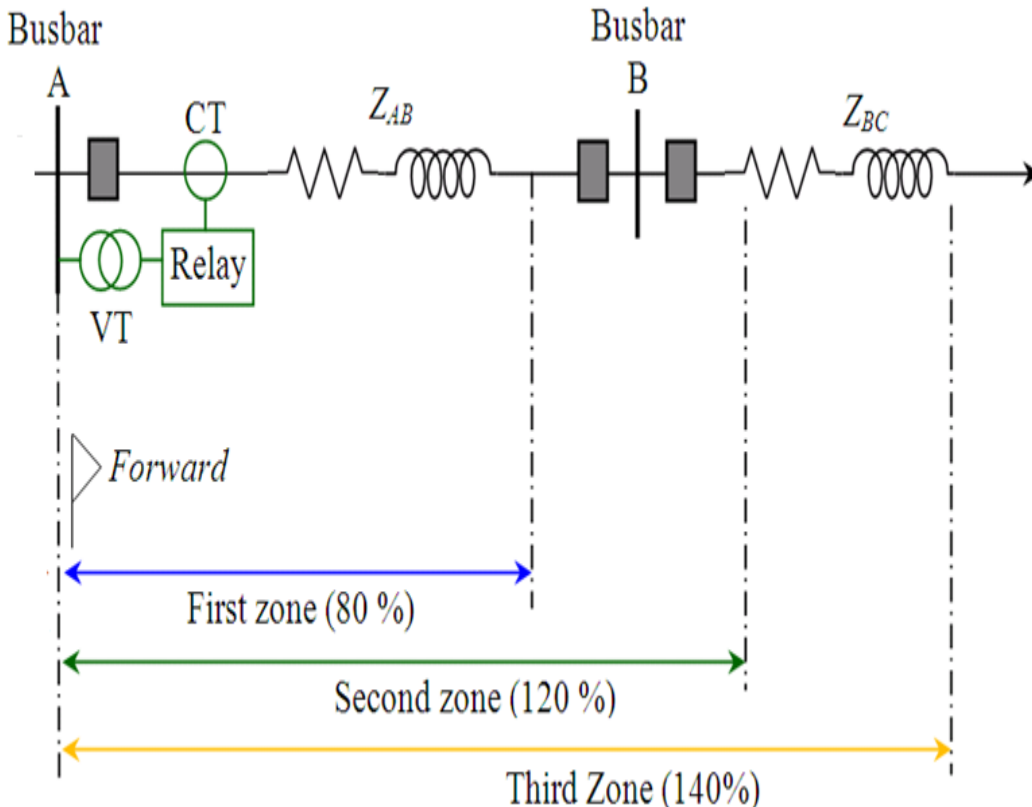 Busbar
A
Busbar
B
CT
Z_AB
Z_BC
Relay
VT
Forward
First zone (80 %)
Second zone (120 %)
Third Zone (140%)